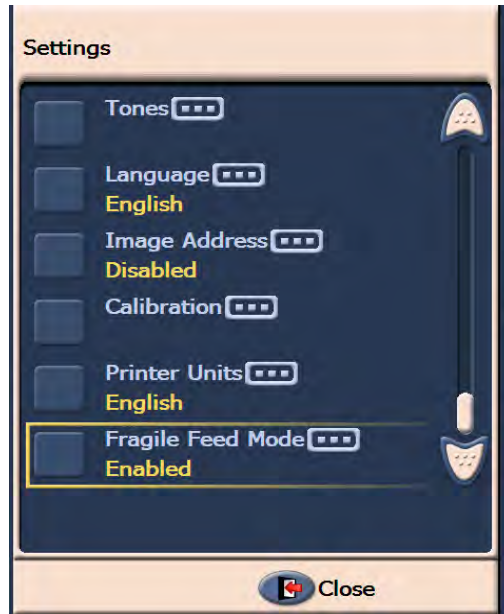 Settings
Tones
Language
English
Image Address
Disabled
Calibration
Printer Units
English
Fragile Feed Mode
Enabled
Close